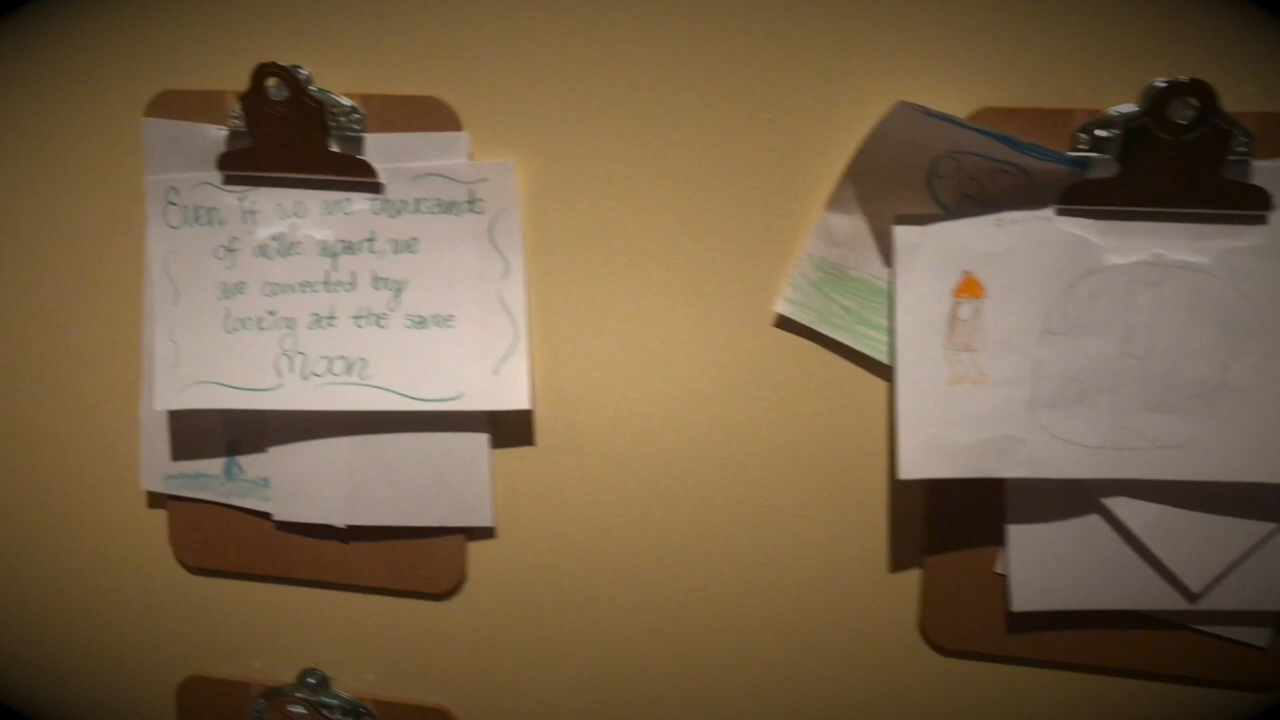 Even if we are thousands
of miles apart, we
are connected by
looking at the same
Moon